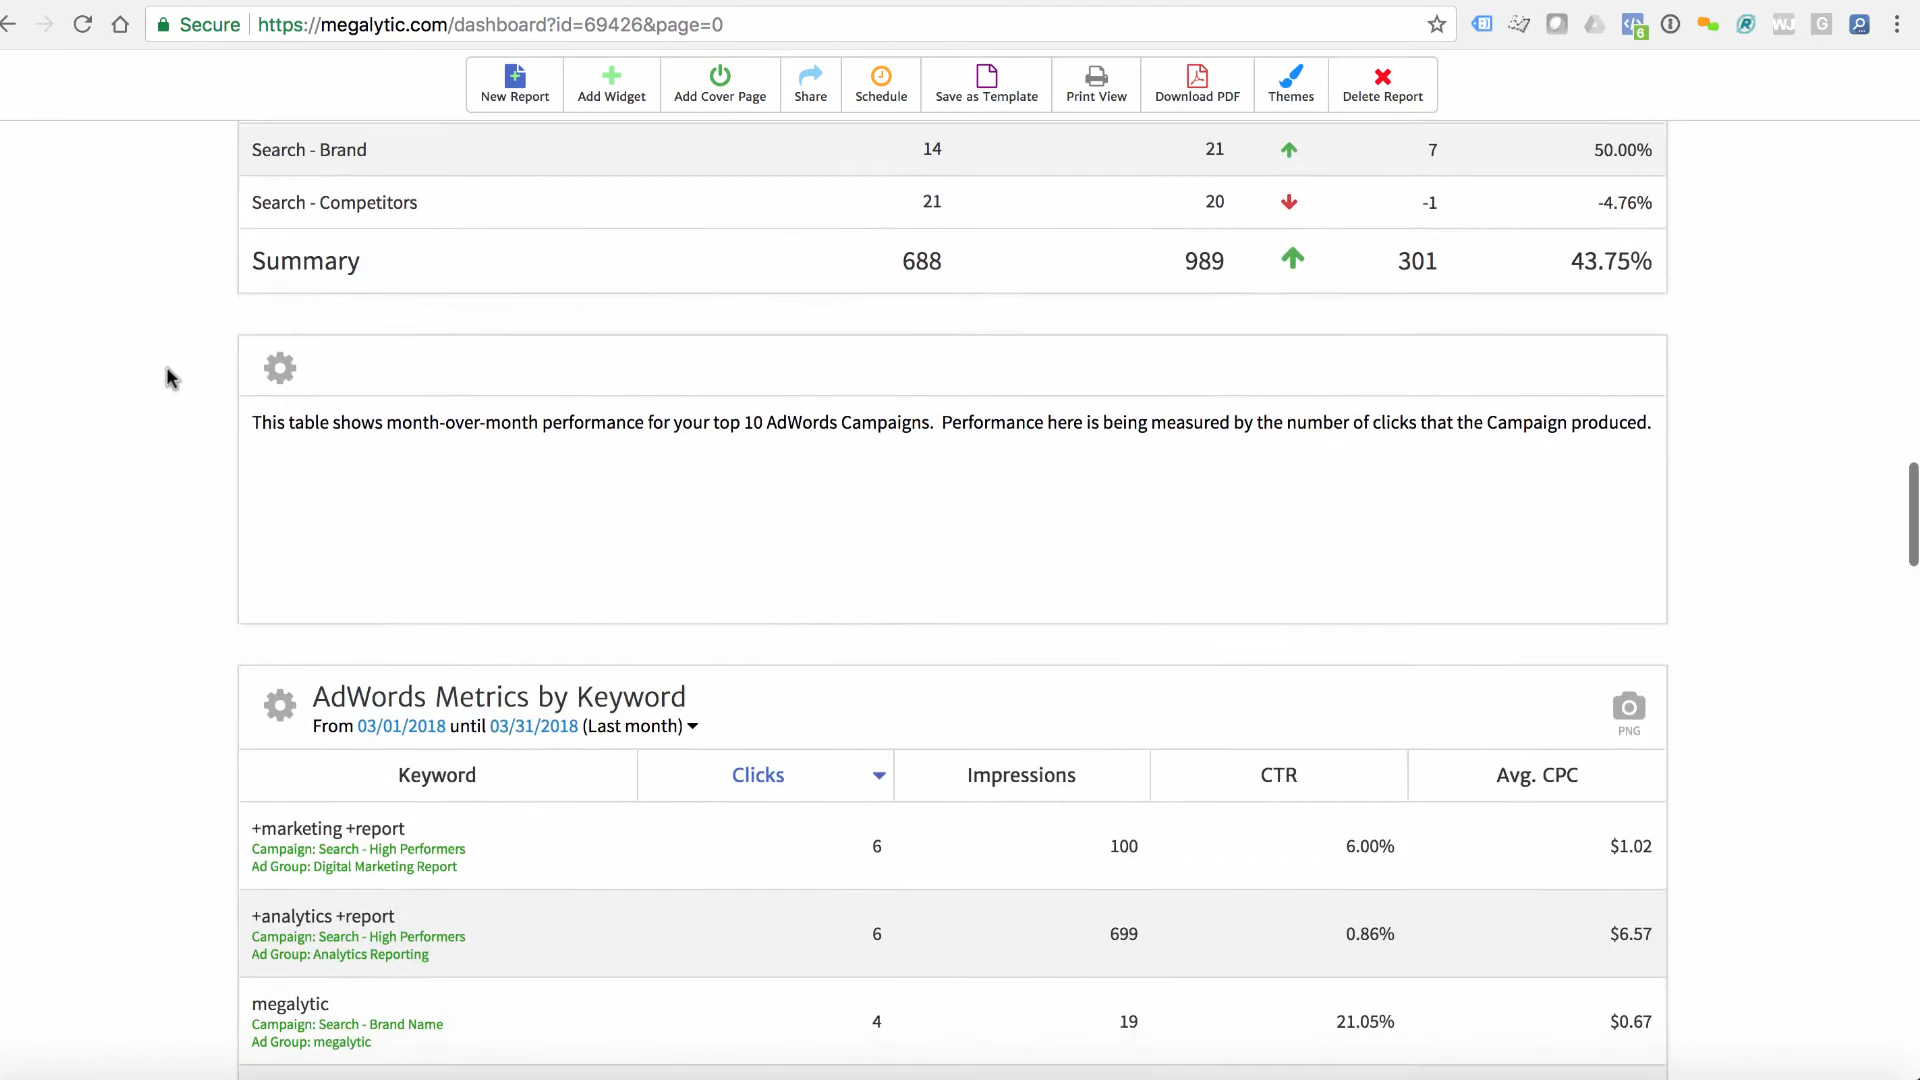 Secure https://megalytic.com/dashboard?id=69426&page=0
6 WJ G
New Report Add Widget Add Cover Page Share Schedule Save as Template Print View Download PDF Themes Delete Report
Search - Brand 14 21 7 50.00%
Search - Competitors 21 20 -1 -4.76%
Summary 688 989 301 43.75%
This table shows month-over-month performance for your top 10 AdWords Campaigns.  Performance here is being measured by the number of clicks that the Campaign produced.
AdWords Metrics by Keyword
From 03/01/2018 until 03/31/2018 (Last month)
PNG
Keyword Clicks Impressions CTR Avg. CPC
+marketing +report
Campaign: Search - High Performers
Ad Group: Digital Marketing Report
6 100 6.00% $1.02
+analytics +report
Campaign: Search - High Performers
Ad Group: Analytics Reporting
6 699 0.86% $6.57
megalytic
Campaign: Search - Brand Name
Ad Group: megalytic
4 19 21.05% $0.67